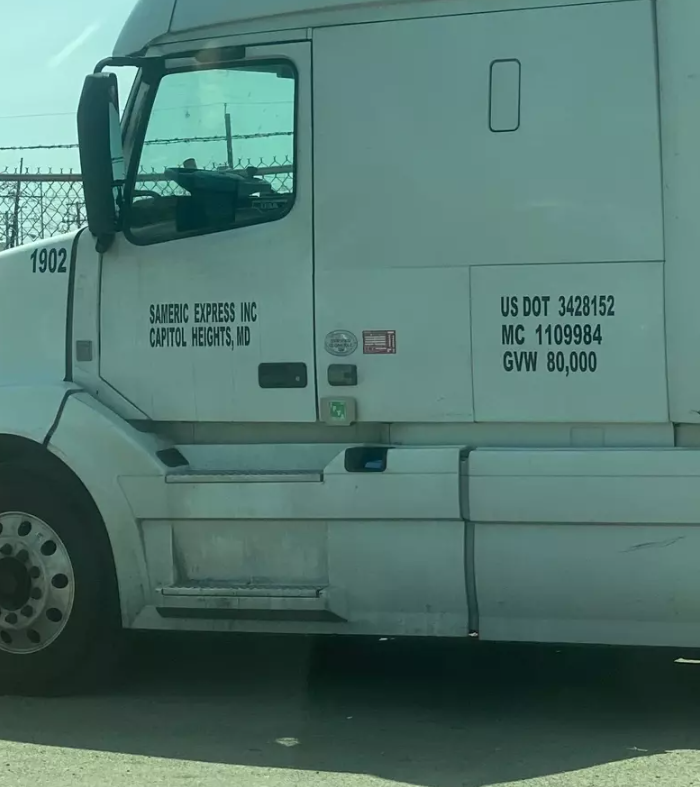 1902
SAMERIC EXPRESS INC
CAPITOL HEIGHTS, MD
US DOT 3428152
MC 1109984
GVW 80,000